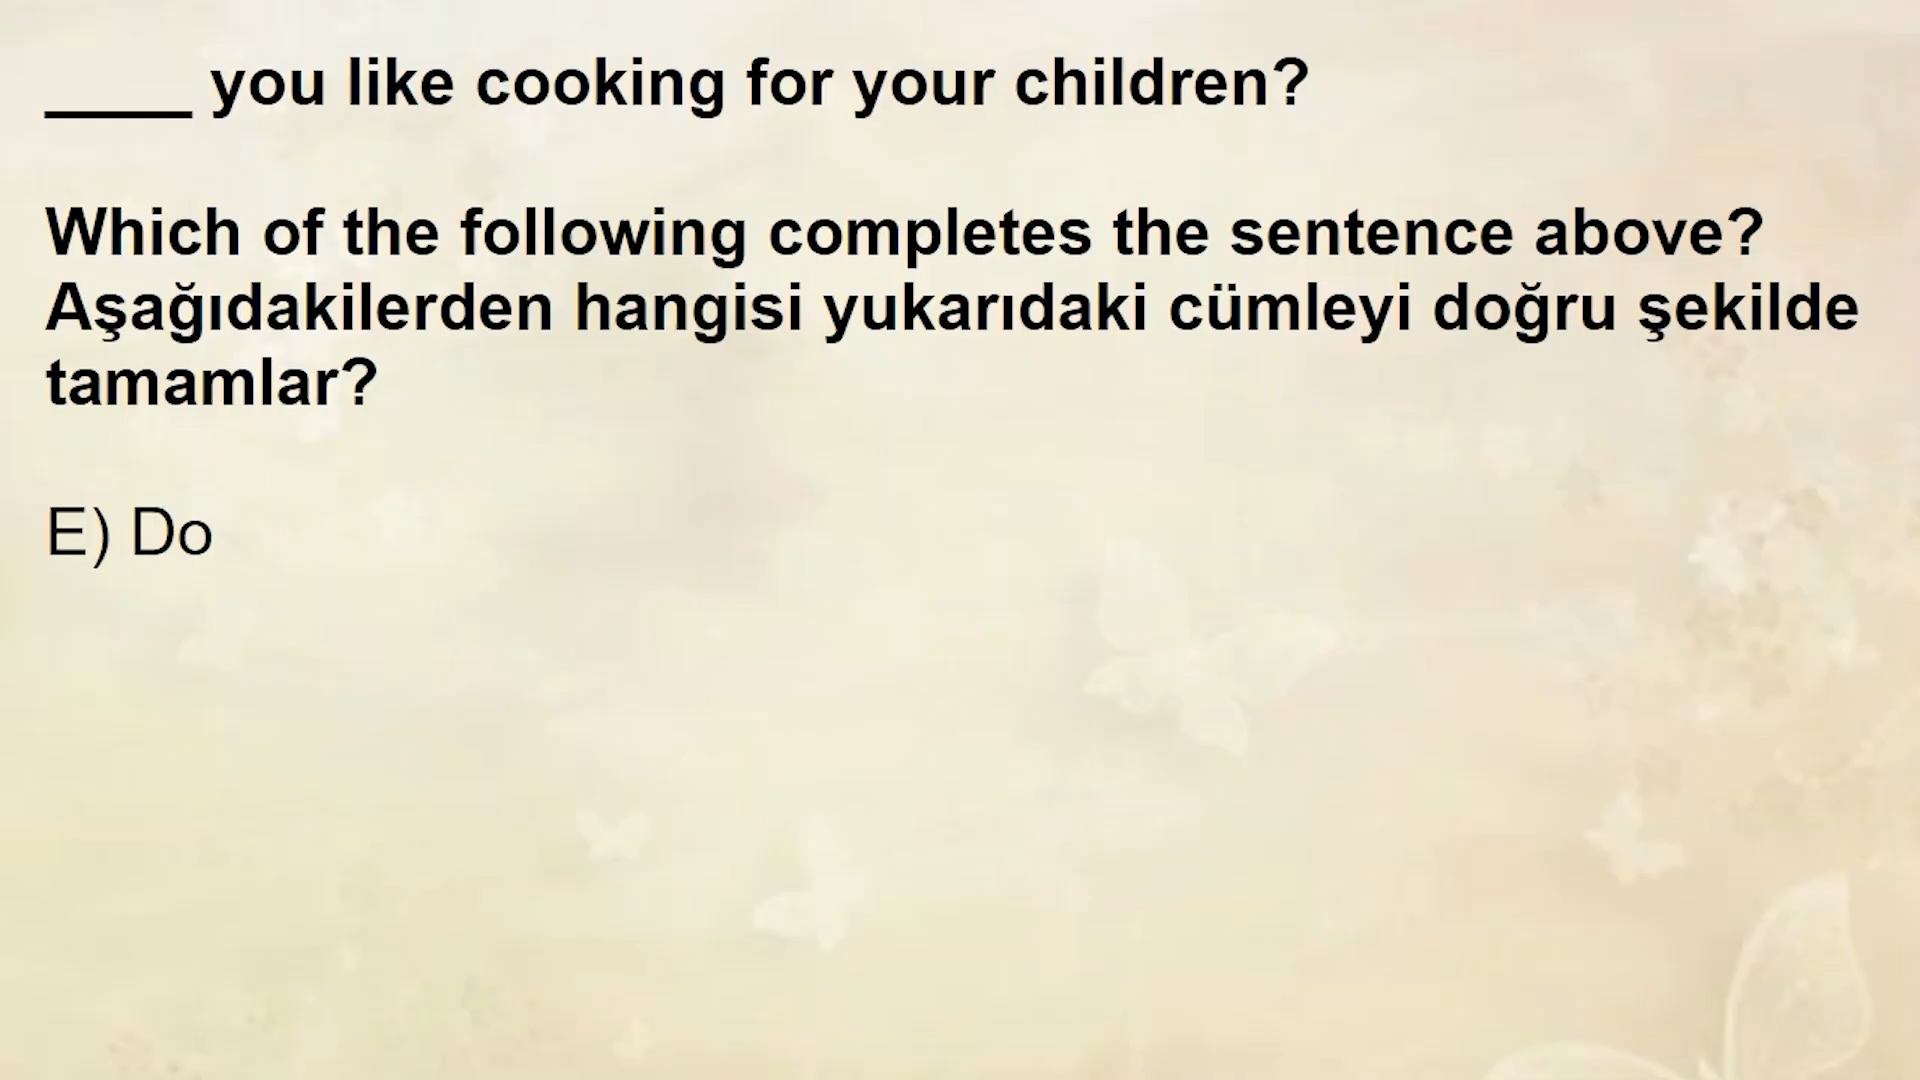 ____ you like cooking for your children?
Which of the following completes the sentence above?
Aşağıdakilerden hangisi yukarıdaki cümleyi doğru şekilde
tamamlar?
E) Do